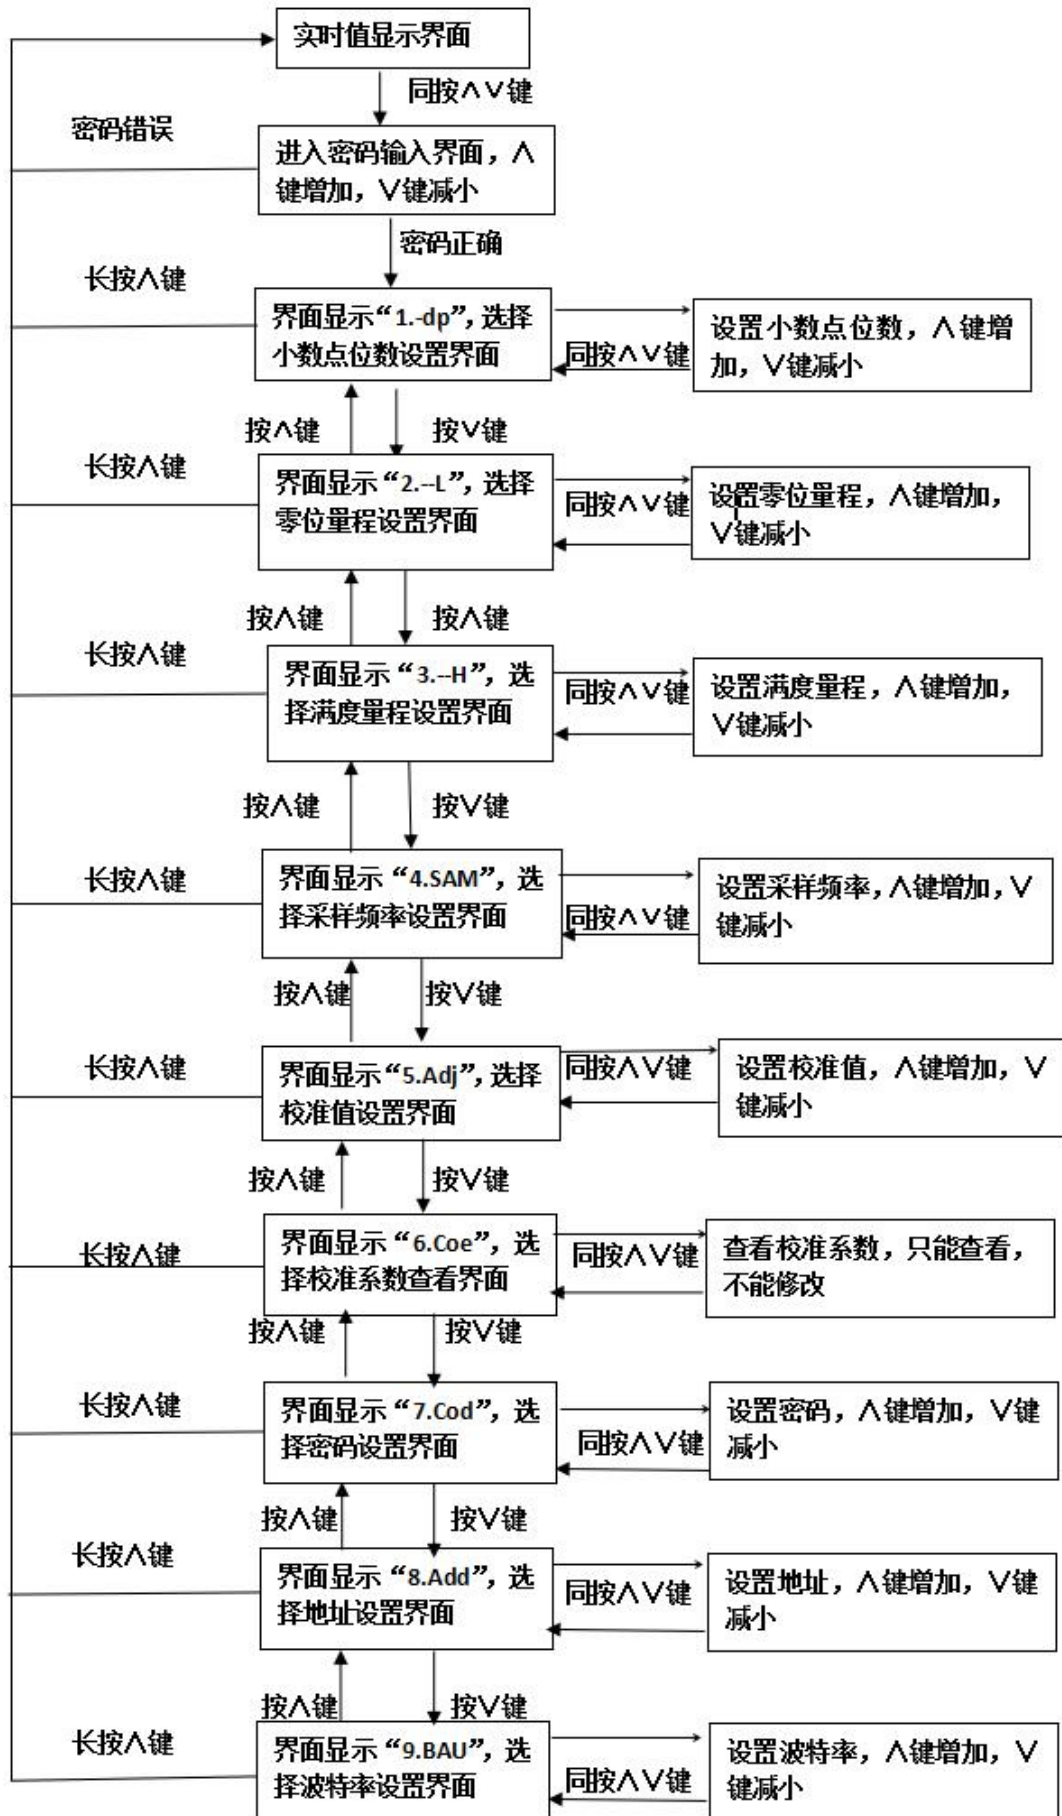 实时值显示界面
同按∧∨键
密码错误
进入密码输入界面，∧
键增加，∨键减小
密码正确
长按∧键
界面显示“1.-dp”，选择
小数点位数设置界面
同按∧∨键
设置小数点位数，∧键增
加，∨键减小
按∧键
按∨键
长按∧键
界面显示“2.--L”，选择
零位量程设置界面
同按∧∨键
设置零位量程，∧键增加，
∨键减小
按∧键
按∧键
长按∧键
界面显示“3.--H”，选
择满度量程设置界面
同按∧∨键
设置满度量程，∧键增加，
∨键减小
按∧键
按∨键
长按∧键
界面显示“4.SAM”，选
择采样频率设置界面
同按∧∨键
设置采样频率，∧键增加，∨
键减小
按∧键
按∨键
长按∧键
界面显示“5.Adj”，选择
校准值设置界面
同按∧∨键
设置校准值，∧键增加，∨
键减小
按∧键
按∨键
长按∧键
界面显示“6.Coe”，选
择校准系数查看界面
同按∧∨键
查看校准系数，只能查看，
不能修改
按∧键
按∨键
长按∧键
界面显示“7.Cod”，选
择密码设置界面
同按∧∨键
设置密码，∧键增加，∨键
减小
按∧键
按∨键
长按∧键
界面显示“8.Add”，选
择地址设置界面
同按∧∨键
设置地址，∧键增加，∨键
减小
按∧键
按∨键
长按∧键
界面显示“9.BAU”，选
择波特率设置界面
同按∧∨键
设置波特率，∧键增加，∨
键减小